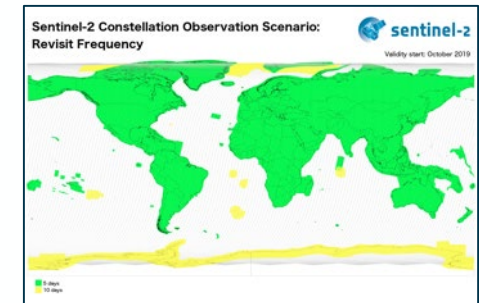 Sentinel-2 Constellation Observation Scenario:
Revisit Frequency
sentinel-2
Validity start: October 2019
5 days
10 days